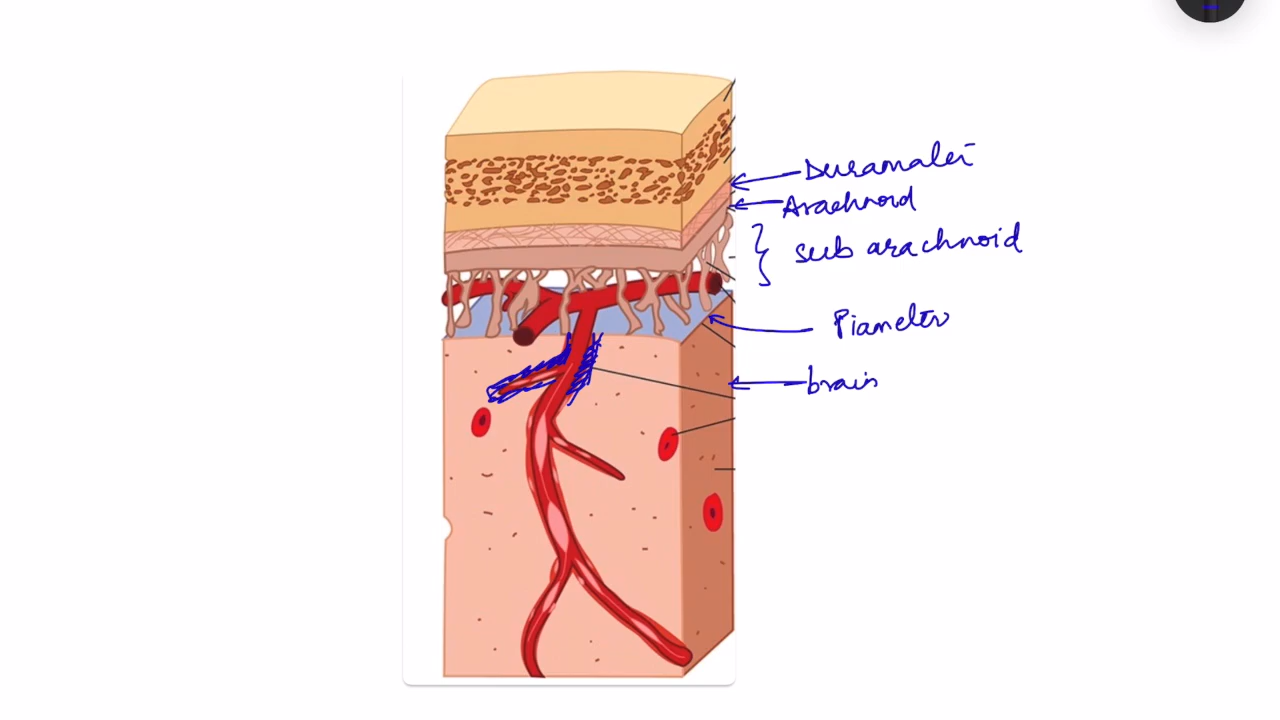 Duramater
Arachnoid
sub arachnoid
Piameter
brain